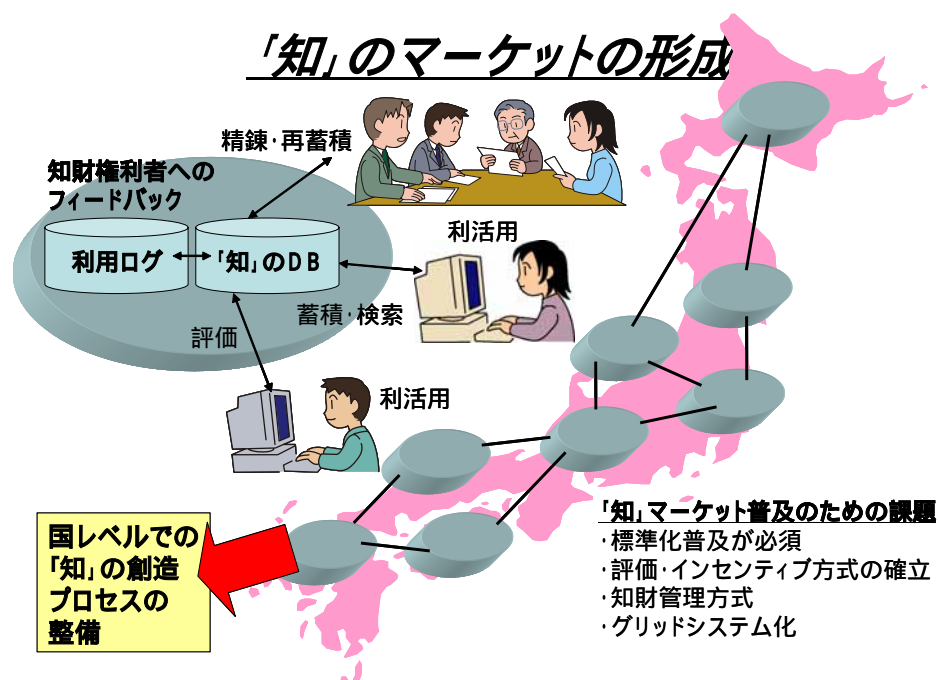 「知」のマーケットの形成
精錬・再蓄積
知財権利者への
フィードバック
利用ログ
「知」のＤＢ
利活用
蓄積・検索
評価
利活用
国レベルでの
「知」の創造
プロセスの
整備
「知」マーケット普及のための課題
・標準化普及が必須
・評価・インセンティブ方式の確立
・知財管理方式
・グリッドシステム化